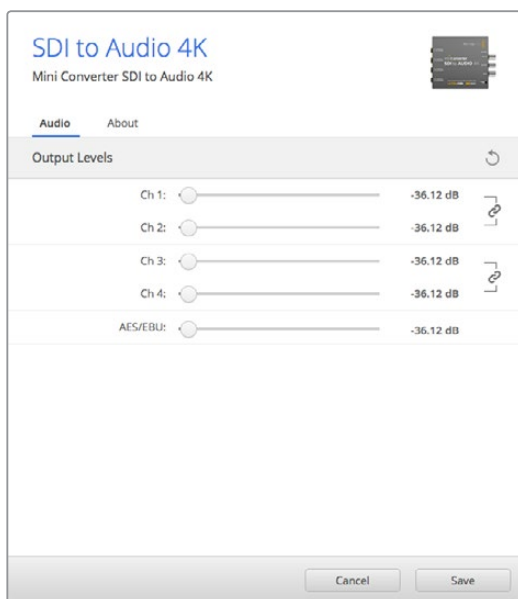 SDI to Audio 4K
Mini Converter SDI to Audio 4K
Audio About
Output Levels
Ch 1: -36.12 dB
Ch 2: -36.12 dB
Ch 3: -36.12 dB
Ch 4: -36.12 dB
AES/EBU: -36.12 dB
Cancel Save